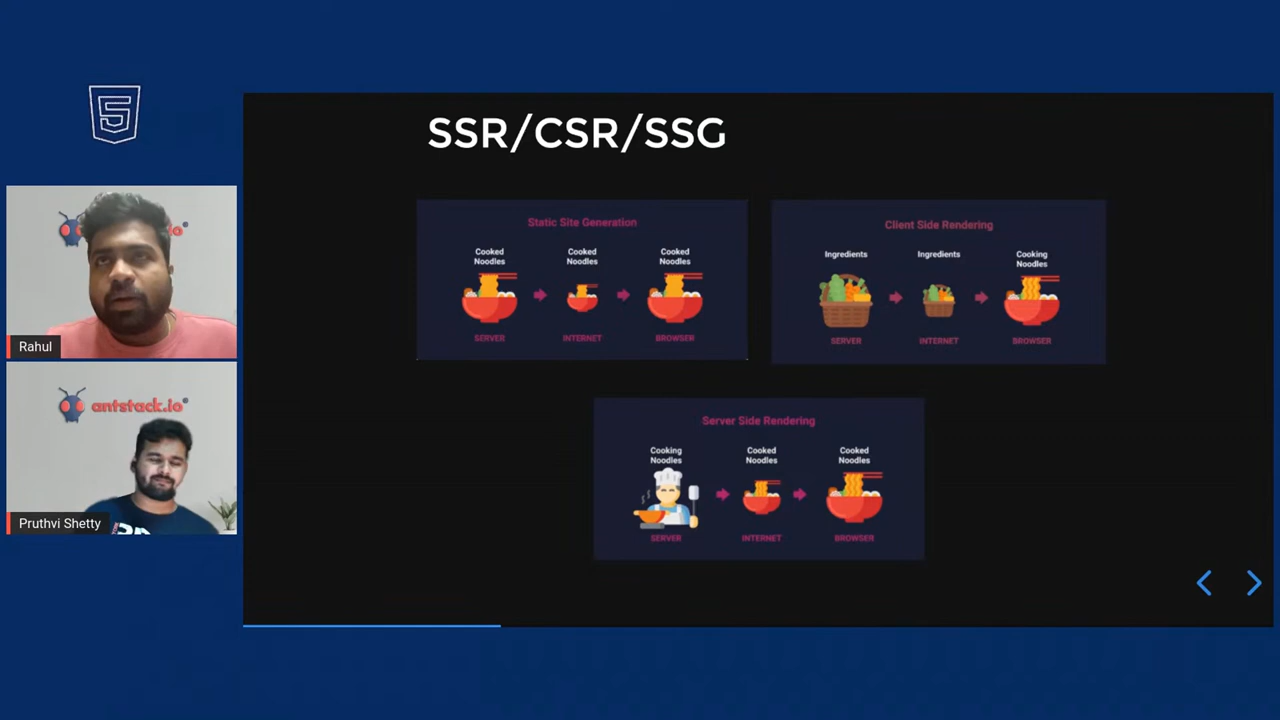 5
SSR/CSR/SSG
Static Site Generation
Cooked Noodles
Cooked Noodles
Cooked Noodles
SERVER
INTERNET
BROWSER
Client Side Rendering
Ingredients
Ingredients
Cooking Noodles
SERVER
INTERNET
BROWSER
Server Side Rendering
Cooking Noodles
Cooked Noodles
Cooked Noodles
SERVER
INTERNET
BROWSER
Rahul
antstack.io
Pruthvi Shetty